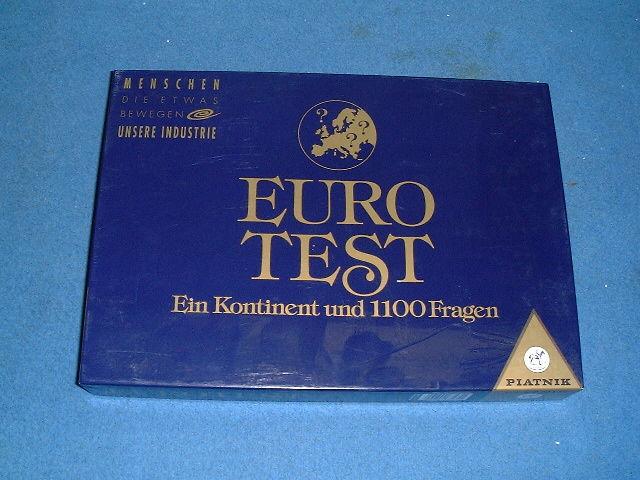 MENSCHEN
DIE ETWAS
BEWEGEN
UNSERE INDUSTRIE
? ? ?
EURO
TEST
Ein Kontinent und 1100 Fragen
PIATNIK